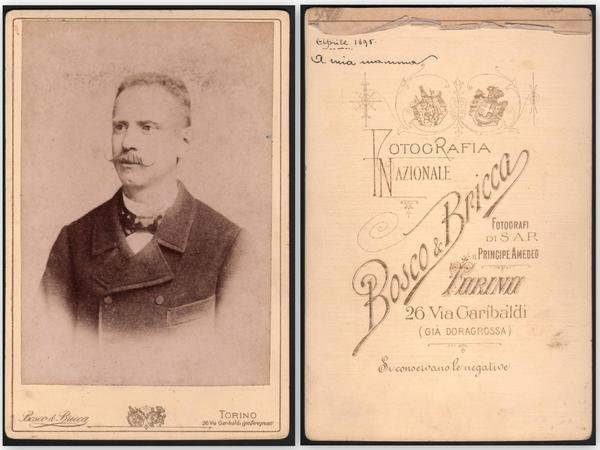 Bosco & Bricca
TORINO
26 Via Garibaldi (già Doragrossa)
Aprile 1895.
A mia mamma
FOTOGRAFIA
NAZIONALE
BOSCO & BRICCA
FOTOGRAFI
DI S.A.R
IL PRINCIPE AMEDEO
TORINO
26 Via Garibaldi
(GIÀ DORAGROSSA)
Si conservano le negative